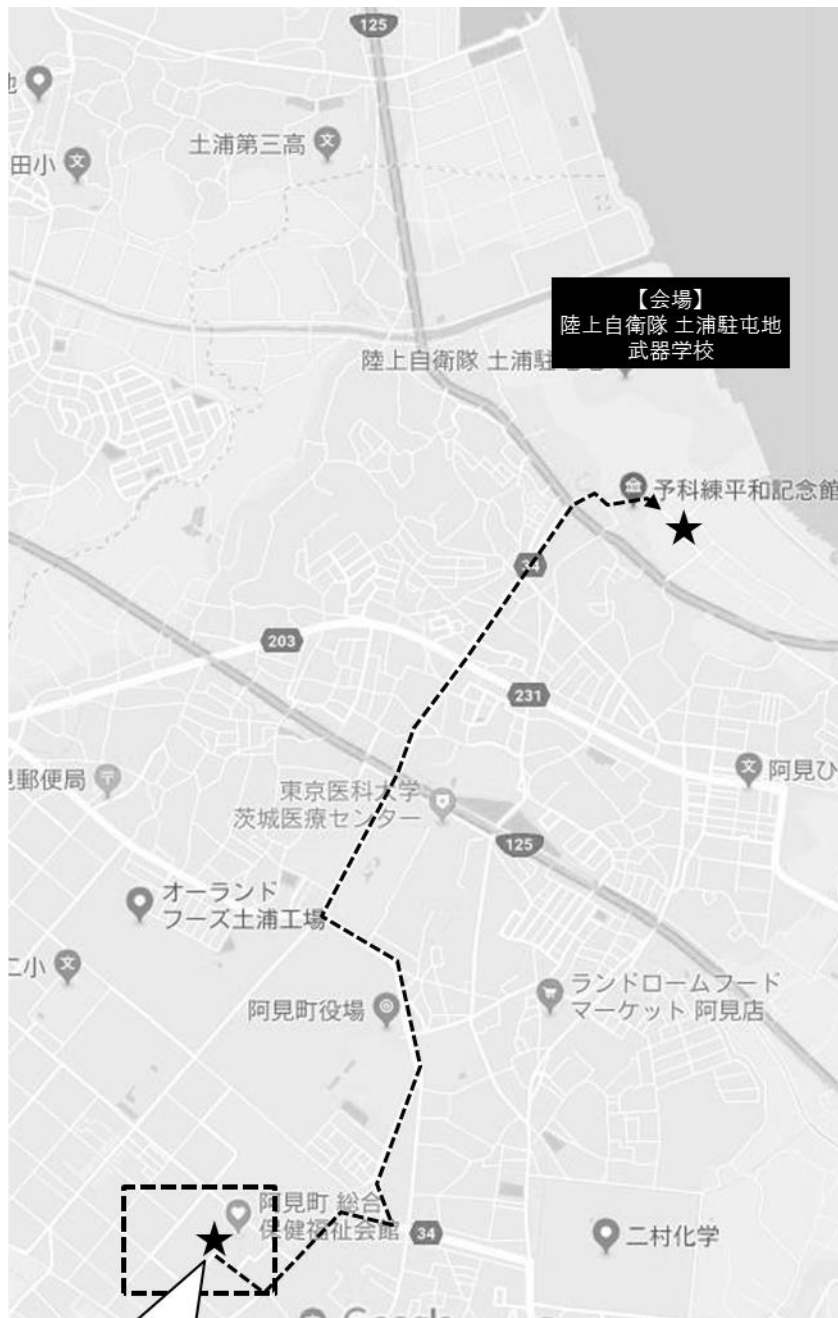 125
土浦第三高
田小
【会場】
陸上自衛隊 土浦駐屯地
武器学校
陸上自衛隊 土浦駐
予科練平和記念館
34
203
231
見郵便局
東京医科大学
茨城医療センター
阿見ひ
125
オーランド
フーズ土浦工場
二小
阿見町役場
ランドロームフード
マーケット 阿見店
阿見町 総合
保健福祉会館
34
二村化学